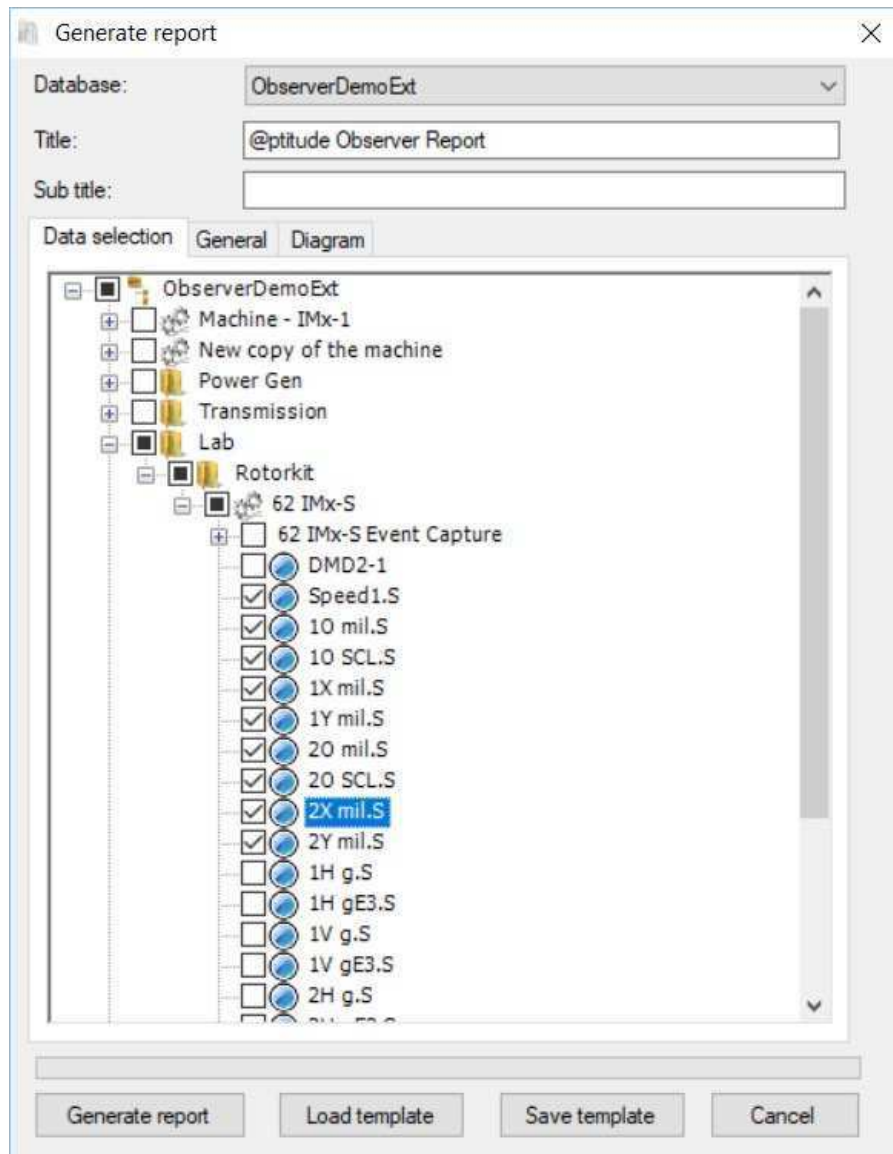 Generate report
Database: ObserverDemoExt
Title: @ptitude Observer Report
Sub title:
Data selection General Diagram
ObserverDemoExt
Machine - IMx-1
New copy of the machine
Power Gen
Transmission
Lab
Rotorkit
62 IMx-S
62 IMx-S Event Capture
DMD2-1
Speed1.S
1O mil.S
1O SCL.S
1X mil.S
1Y mil.S
2O mil.S
2O SCL.S
2X mil.S
2Y mil.S
1H g.S
1H gE3.S
1V g.S
1V gE3.S
2H g.S
Generate report Load template Save template Cancel